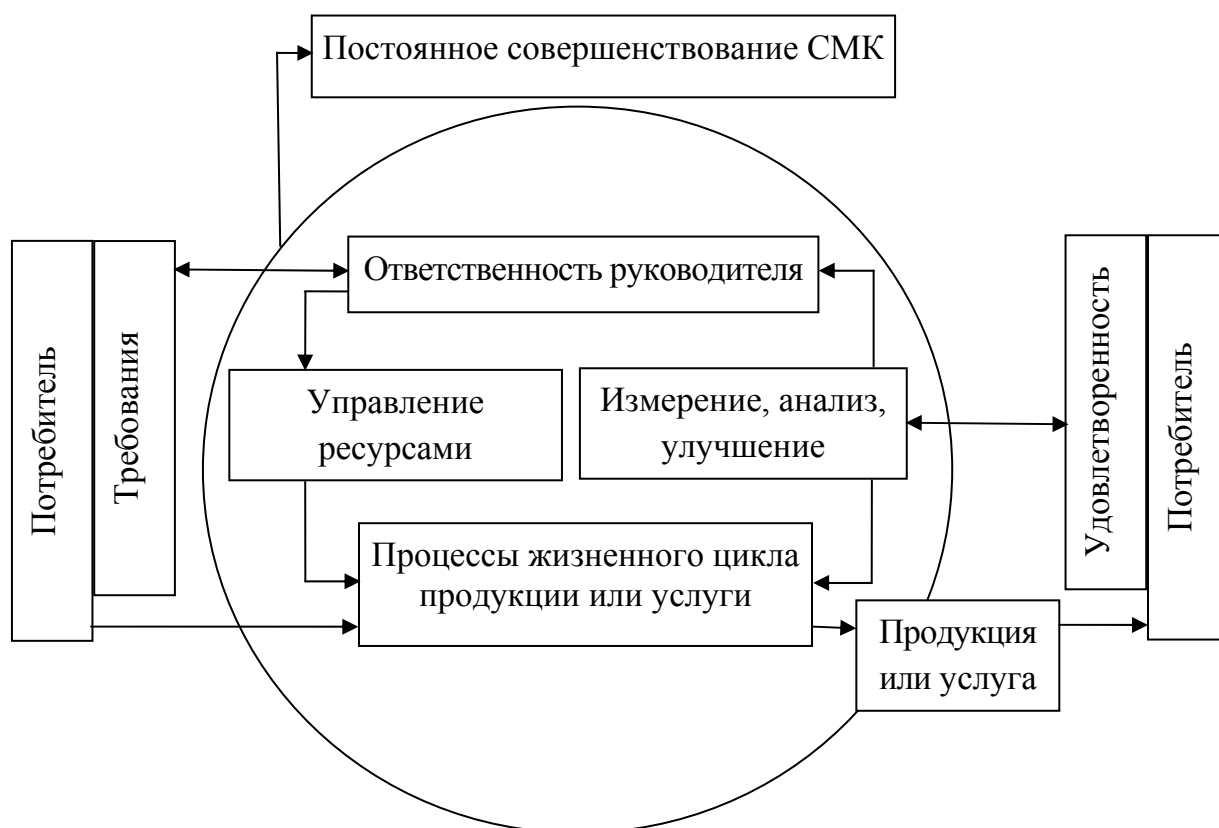 Постоянное совершенствование СМК
Ответственность руководителя
Потребитель
Требования
Управление
ресурсами
Измерение, анализ,
улучшение
Удовлетворенность
Потребитель
Процессы жизненного цикла
продукции или услуги
Продукция
или услуга